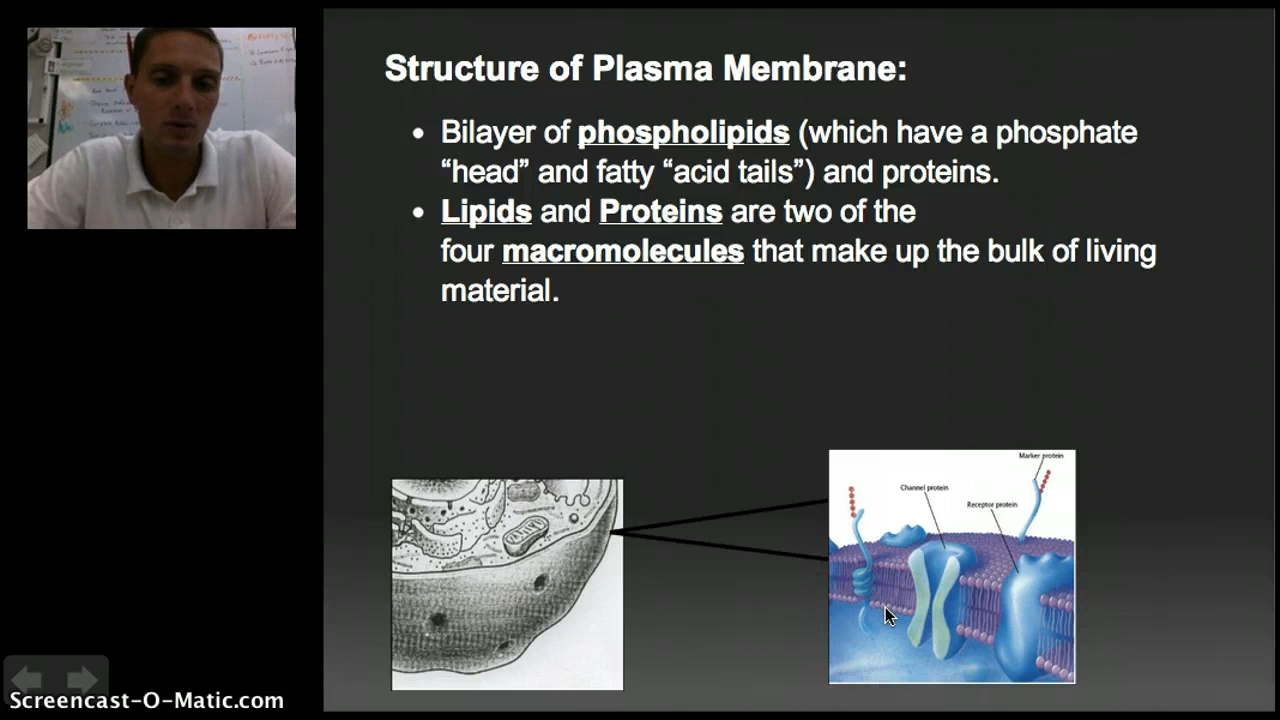 Structure of Plasma Membrane:
• Bilayer of phospholipids (which have a phosphate
“head” and fatty “acid tails”) and proteins.
• Lipids and Proteins are two of the
four macromolecules that make up the bulk of living
material.
Marker protein
Channel protein
Receptor protein
Screencast-O-Matic.com